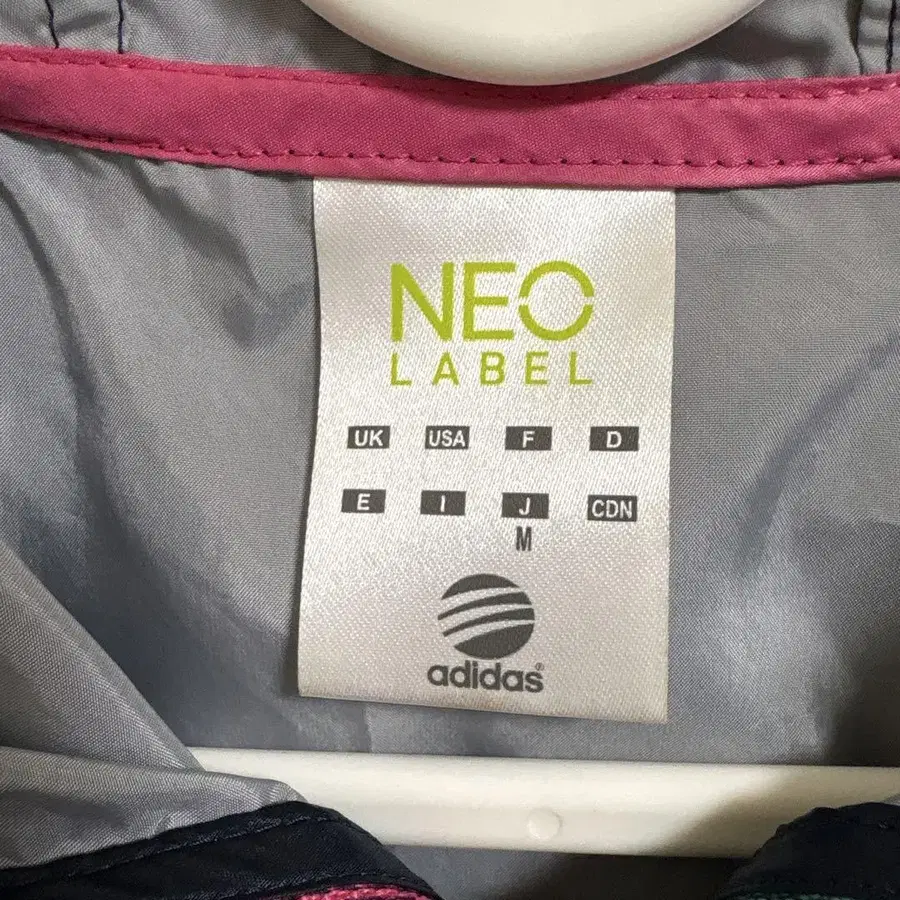 NEO
LABEL
UK USA F D
E I J CDN
M
adidas®